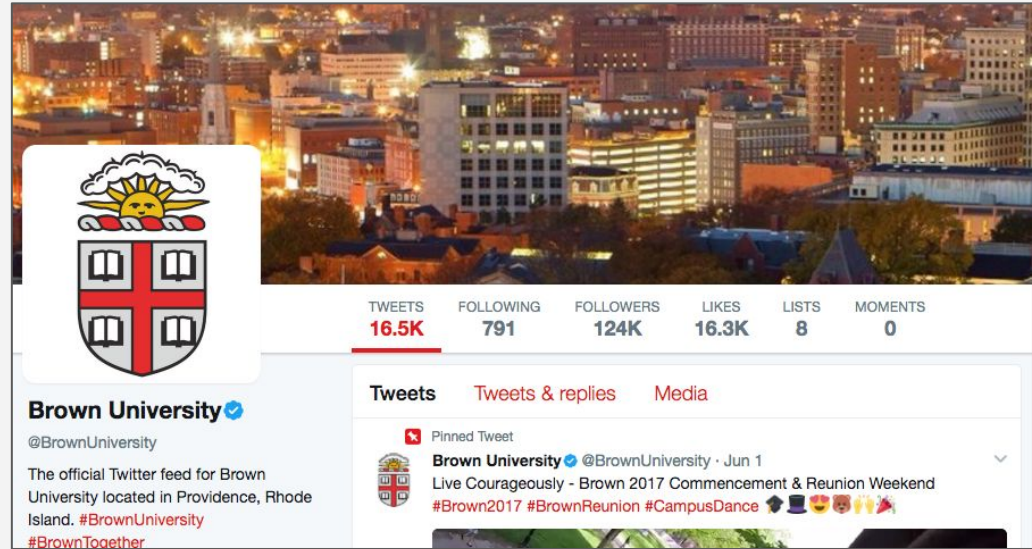 TWEETS FOLLOWING FOLLOWERS LIKES LISTS MOMENTS
16.5K 791 124K 16.3K 8 0
Brown University
@BrownUniversity
The official Twitter feed for Brown
University located in Providence, Rhode
Island. #BrownUniversity
#BrownTogether
Tweets Tweets & replies Media
Pinned Tweet
Brown University @BrownUniversity · Jun 1
Live Courageously - Brown 2017 Commencement & Reunion Weekend
#Brown2017 #BrownReunion #CampusDance 🎓🎩😍🐻🙌🎉